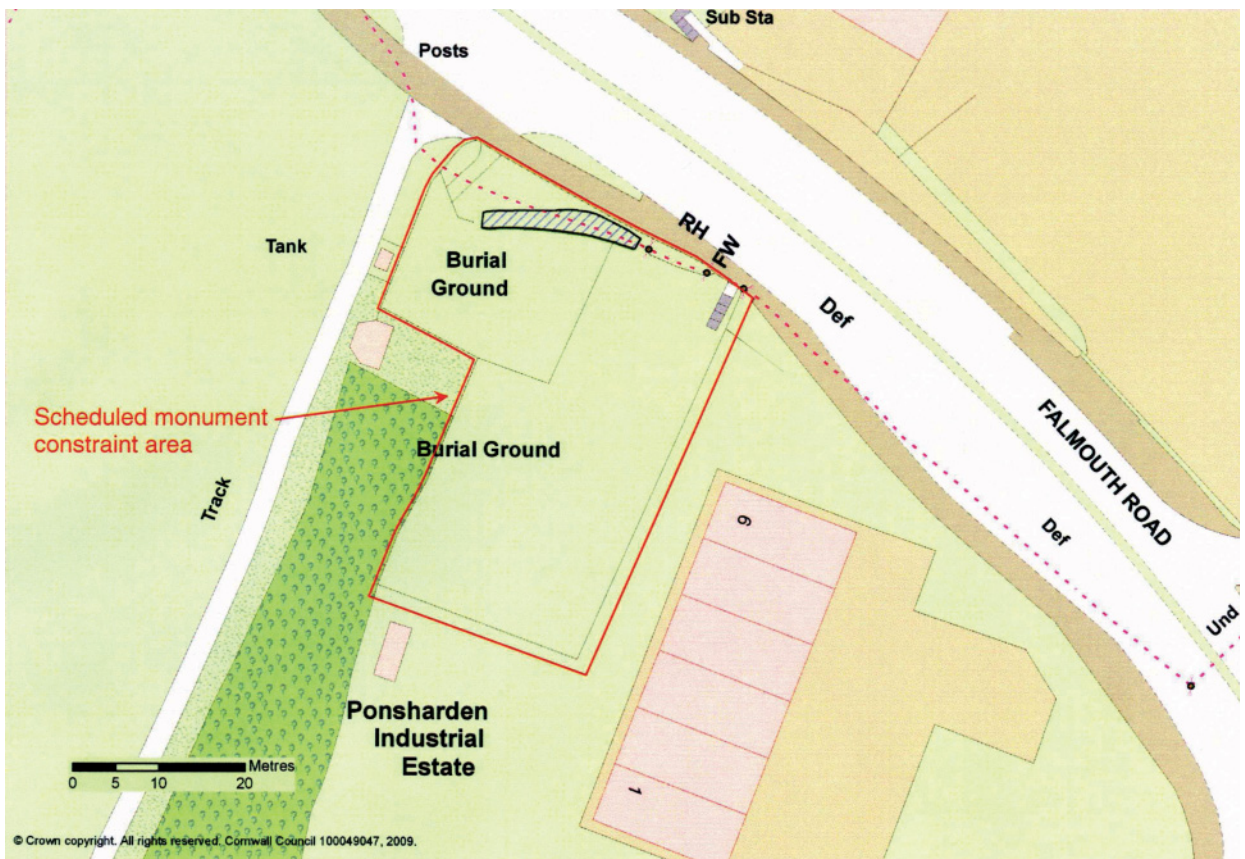 Sub Sta
Posts
Tank
Burial
Ground
RH
FW
Def
Scheduled monument
constraint area
Burial Ground
Track
FALMOUTH ROAD
Def
Und
6
Ponsharden
Industrial
Estate
1
Metres
0 5 10 20
© Crown copyright. All rights reserved. Cornwall Council 100049047, 2009.